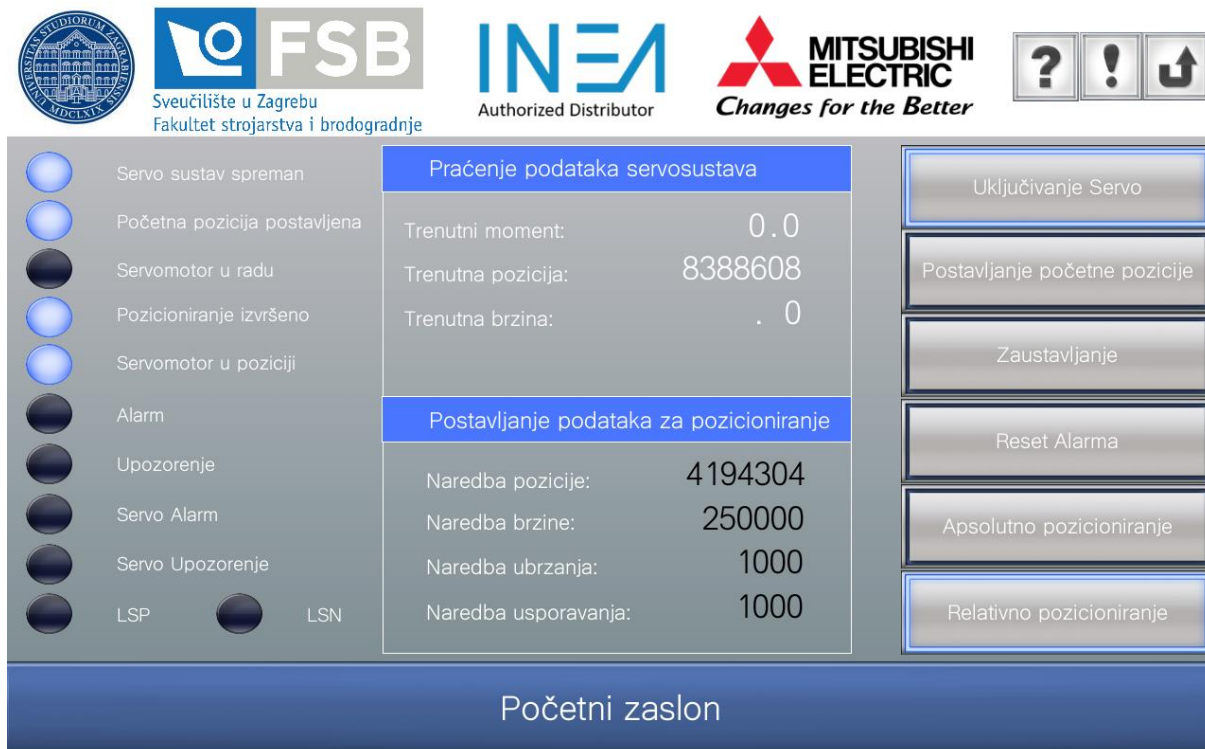 STUDIORUM ZAGRABIENSIS
UNIVERSITAS
MDCLXIX
FSB
Sveučilište u Zagrebu
Fakultet strojarstva i brodogradnje
INEA
Authorized Distributor
MITSUBISHI
ELECTRIC
Changes for the Better
? !
Servo sustav spreman
Početna pozicija postavljena
Servomotor u radu
Pozicioniranje izvršeno
Servomotor u poziciji
Alarm
Upozorenje
Servo Alarm
Servo Upozorenje
LSP LSN
Praćenje podataka servosustava
Trenutni moment: 0.0
Trenutna pozicija: 8388608
Trenutna brzina: . 0
Postavljanje podataka za pozicioniranje
Naredba pozicije: 4194304
Naredba brzine: 250000
Naredba ubrzanja: 1000
Naredba usporavanja: 1000
Uključivanje Servo
Postavljanje početne pozicije
Zaustavljanje
Reset Alarma
Apsolutno pozicioniranje
Relativno pozicioniranje
Početni zaslon